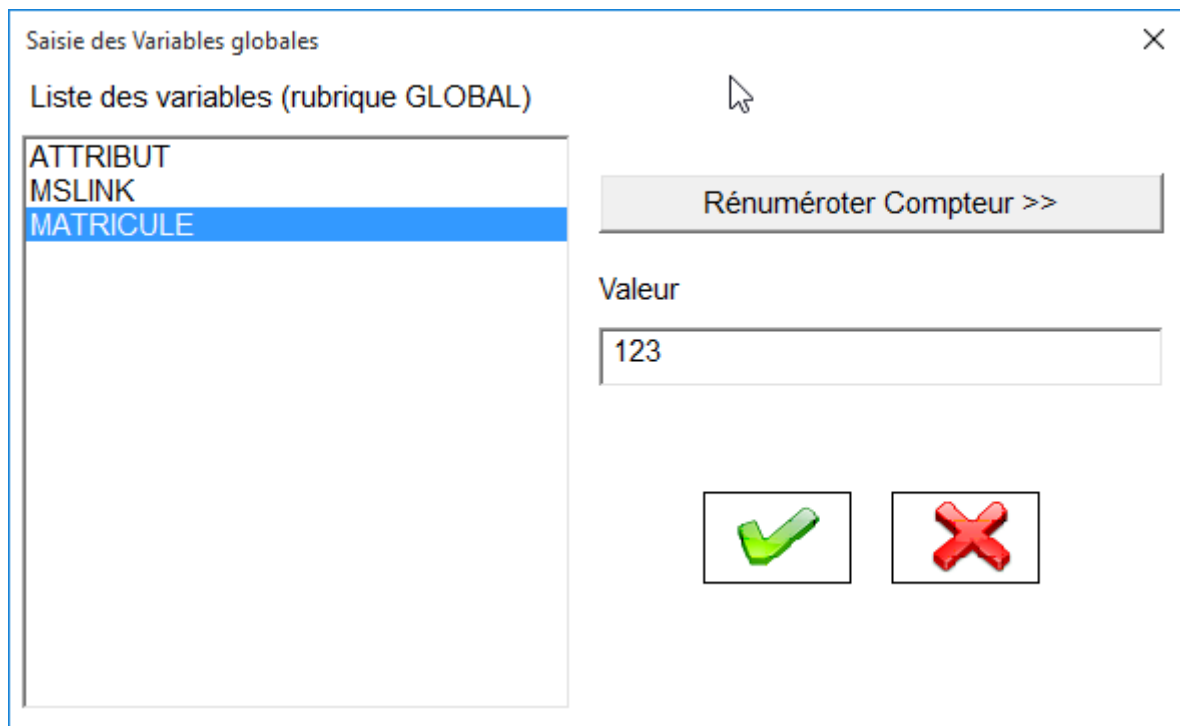 Saisie des Variables globales
Liste des variables (rubrique GLOBAL)
ATTRIBUT
MSLINK
MATRICULE
Rénuméroter Compteur >>
Valeur
123